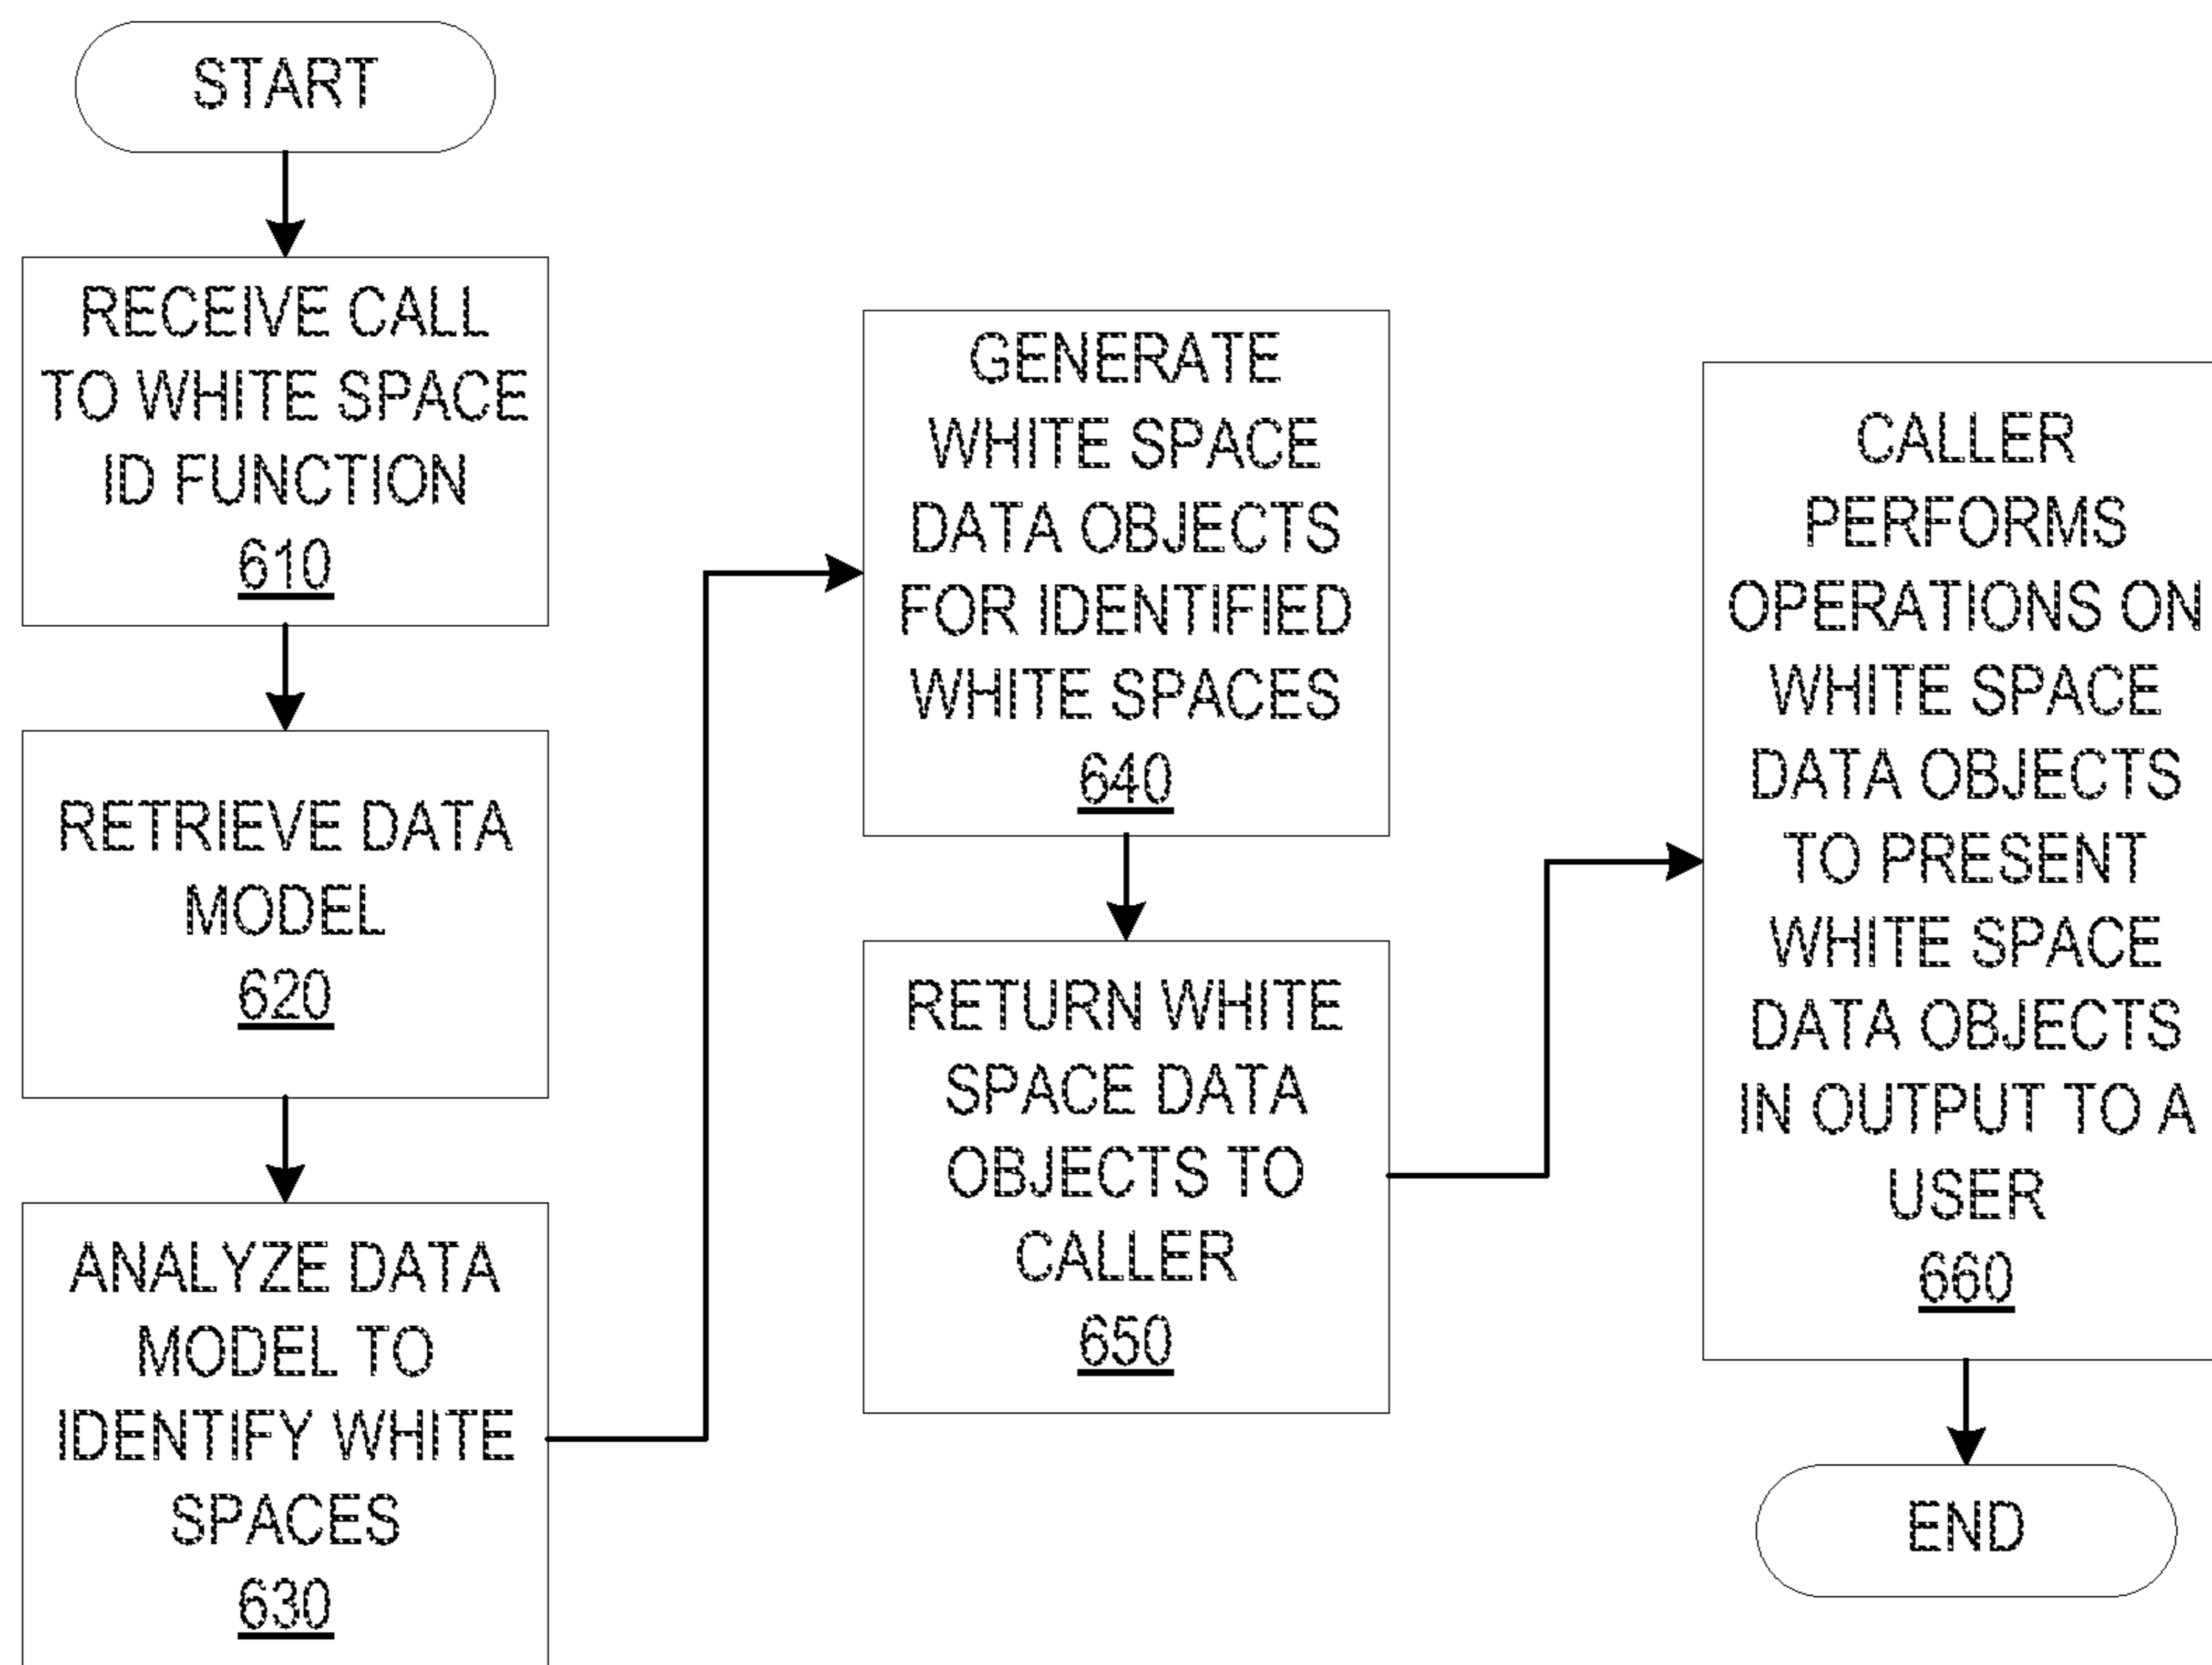 START
RECEIVE CALL
TO WHITE SPACE
ID FUNCTION
610
RETRIEVE DATA
MODEL
620
ANALYZE DATA
MODEL TO
IDENTIFY WHITE
SPACES
630
GENERATE
WHITE SPACE
DATA OBJECTS
FOR IDENTIFIED
WHITE SPACES
640
RETURN WHITE
SPACE DATA
OBJECTS TO
CALLER
650
CALLER
PERFORMS
OPERATIONS ON
WHITE SPACE
DATA OBJECTS
TO PRESENT
WHITE SPACE
DATA OBJECTS
IN OUTPUT TO A
USER
660
END